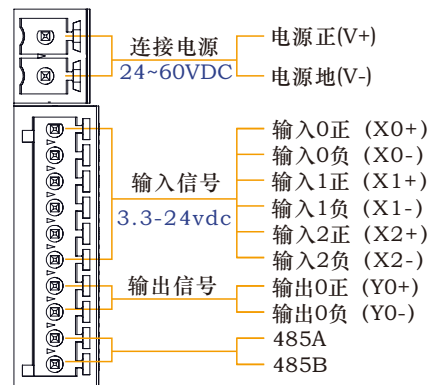 连接电源
24~60VDC
电源正(V+)
电源地(V-)
输入信号
3.3-24vdc
输入0正 (X0+)
输入0负 (X0-)
输入1正 (X1+)
输入1负 (X1-)
输入2正 (X2+)
输入2负 (X2-)
输出信号
输出0正 (Y0+)
输出0负 (Y0-)
485A
485B